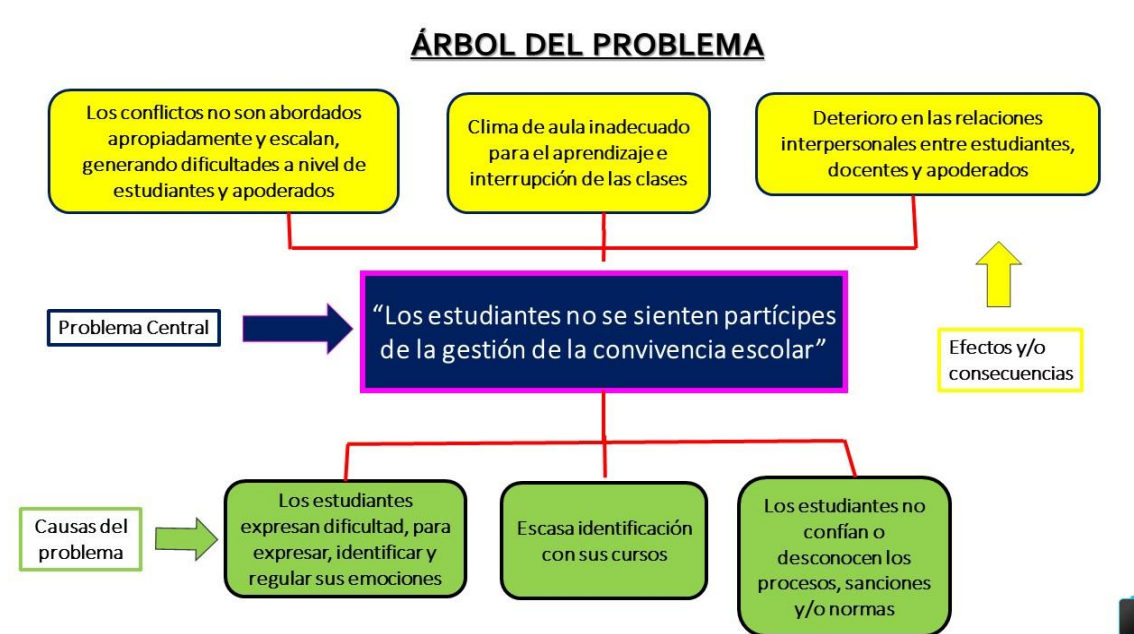 ÁRBOL DEL PROBLEMA
Los conflictos no son abordados
apropiadamente y escalan,
generando dificultades a nivel de
estudiantes y apoderados
Clima de aula inadecuado
para el aprendizaje e
interrupción de las clases
Deterioro en las relaciones
interpersonales entre estudiantes,
docentes y apoderados
Problema Central
“Los estudiantes no se sienten partícipes
de la gestión de la convivencia escolar”
Efectos y/o
consecuencias
Causas del
problema
Los estudiantes
expresan dificultad, para
expresar, identificar y
regular sus emociones
Escasa identificación
con sus cursos
Los estudiantes no
confían o
desconocen los
procesos, sanciones
y/o normas